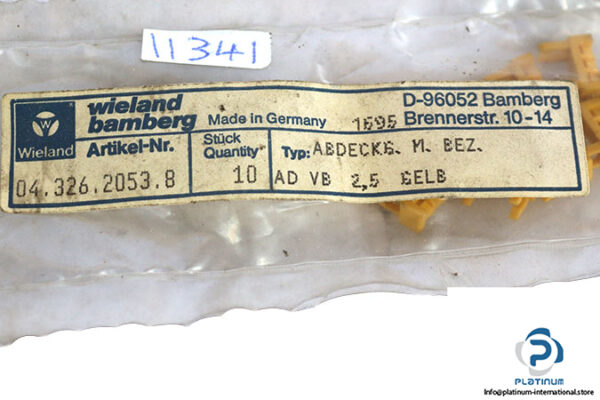 11341
wieland
bamberg
Made in Germany
1695
D-96052 Bamberg
Brennerstr. 10-14
Wieland
Artikel-Nr.
04.326.2053.8
Stück
Quantity
10
Typ: ABDECKG. M. BEZ.
AD VB 2,5 GELB
PLATINUM
Info@platinum-international.store